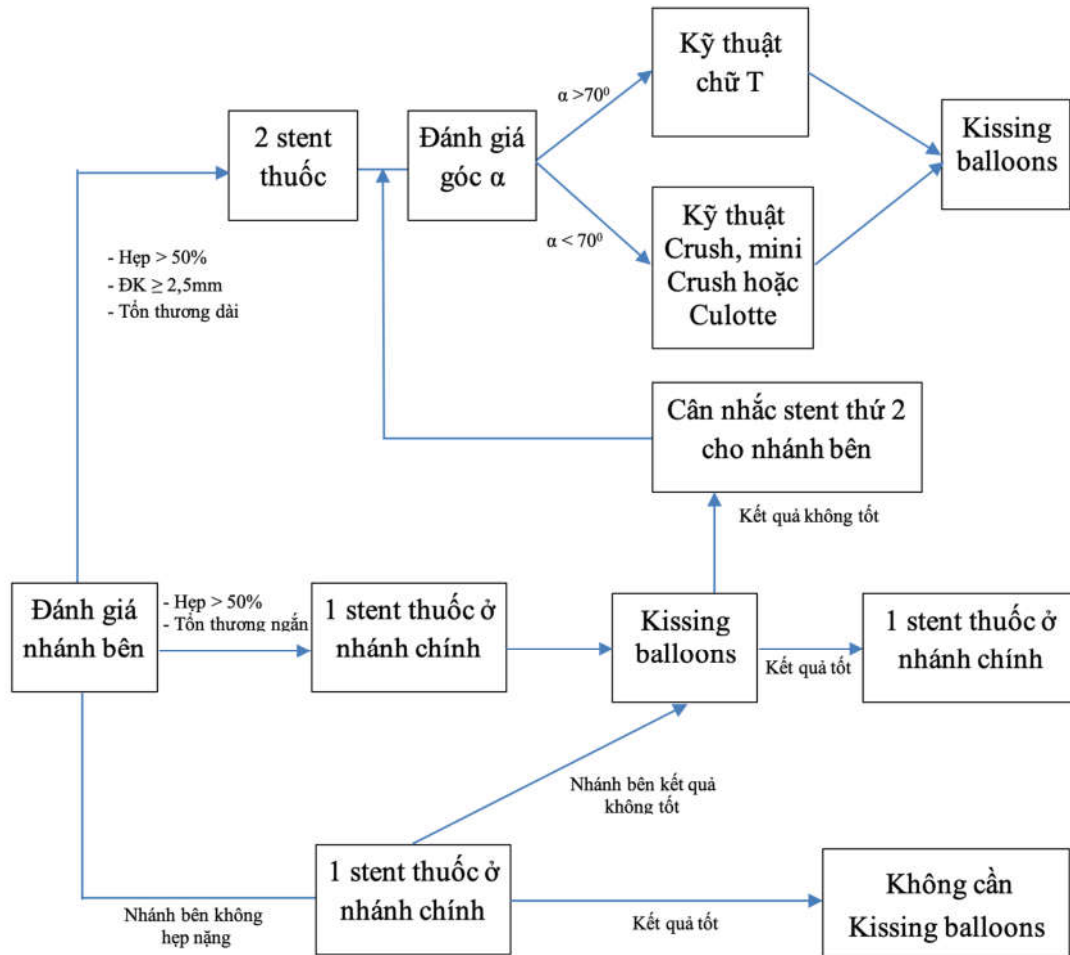 Kỹ thuật
chữ T
α >70⁰
2 stent
thuốc
Đánh giá
góc α
Kissing
balloons
α < 70⁰
Kỹ thuật
Crush, mini
Crush hoặc
Culotte
- Hẹp > 50%
- ĐK ≥ 2,5mm
- Tổn thương dài
Cân nhắc stent thứ 2
cho nhánh bên
Kết quả không tốt
Đánh giá
nhánh bên
- Hẹp > 50%
- Tổn thương ngắn
1 stent thuốc ở
nhánh chính
Kissing
balloons
Kết quả tốt
1 stent thuốc ở
nhánh chính
Nhánh bên kết quả
không tốt
Nhánh bên không
hẹp nặng
1 stent thuốc ở
nhánh chính
Kết quả tốt
Không cần
Kissing balloons